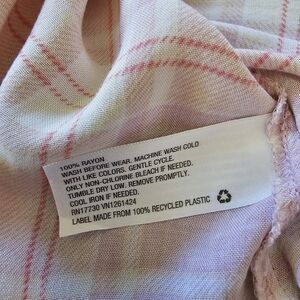 100% RAYON
WASH BEFORE WEAR. MACHINE WASH COLD
WITH LIKE COLORS. GENTLE CYCLE.
ONLY NON-CHLORINE BLEACH IF NEEDED.
TUMBLE DRY LOW. REMOVE PROMPTLY.
COOL IRON IF NEEDED.
RN17730 VN1261424
LABEL MADE FROM 100% RECYCLED PLASTIC